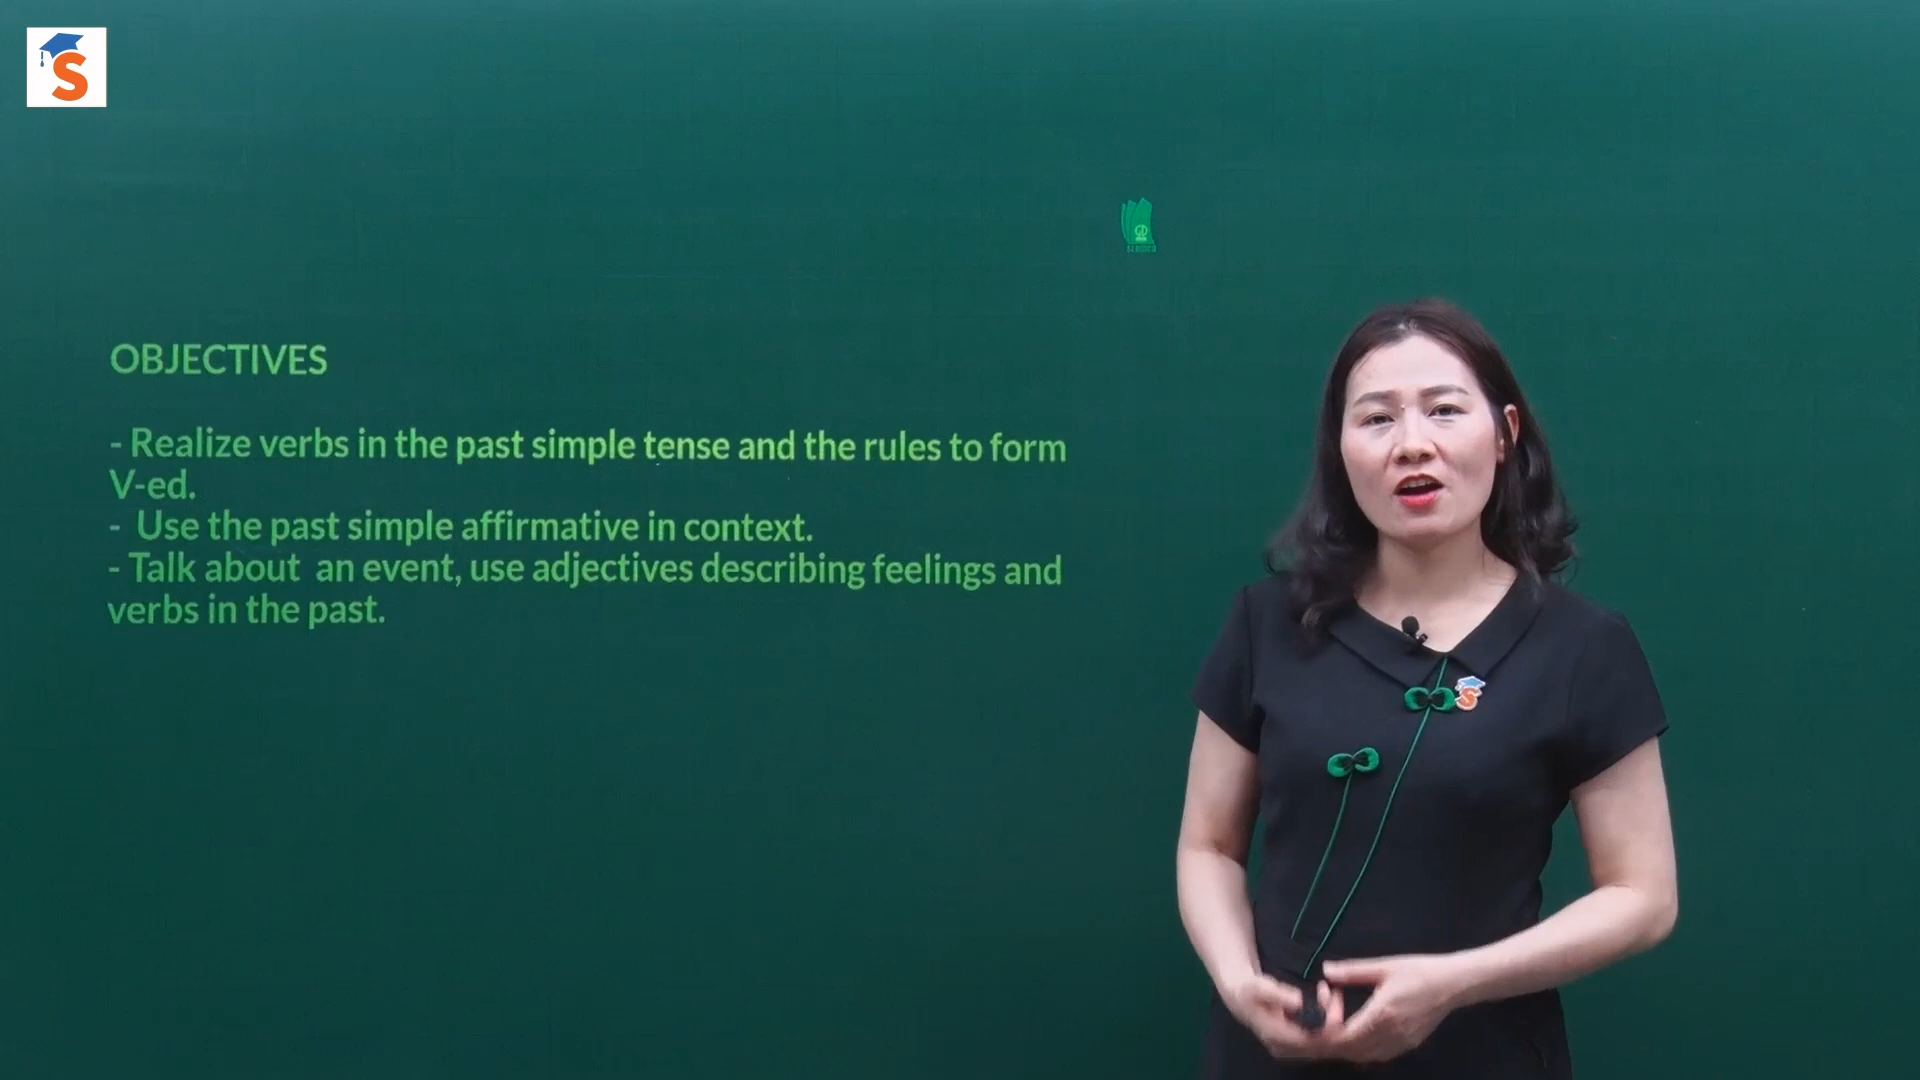 S
OBJECTIVES
- Realize verbs in the past simple tense and the rules to form
V-ed.
- Use the past simple affirmative in context.
- Talk about an event, use adjectives describing feelings and
verbs in the past.
S